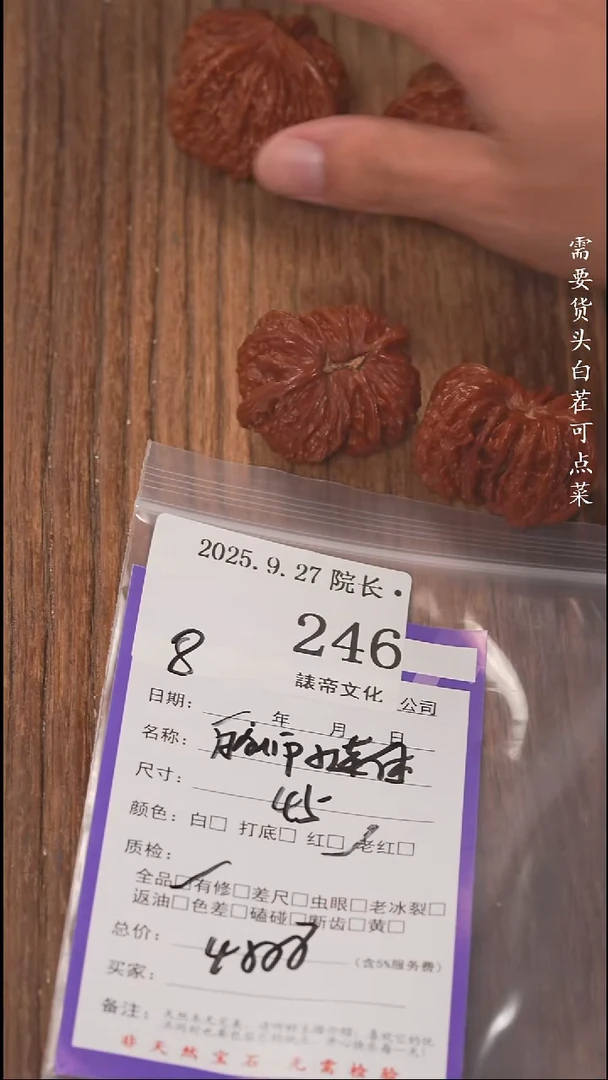 需要货头白茬可点菜
2025.9.27 院长·
246
8
誌帝文化 公司
日期: 年 月 日
名称:
尺寸: 45
颜色: 白□ 打底□ 红□ 老红□
质检:
全品□有修□差尺□虫眼□老冰裂□
返油□色差□磕碰□断齿□黄□
总价: 4800 (含5%服务费)
买家:
备注:
非天然宝石 无需检验